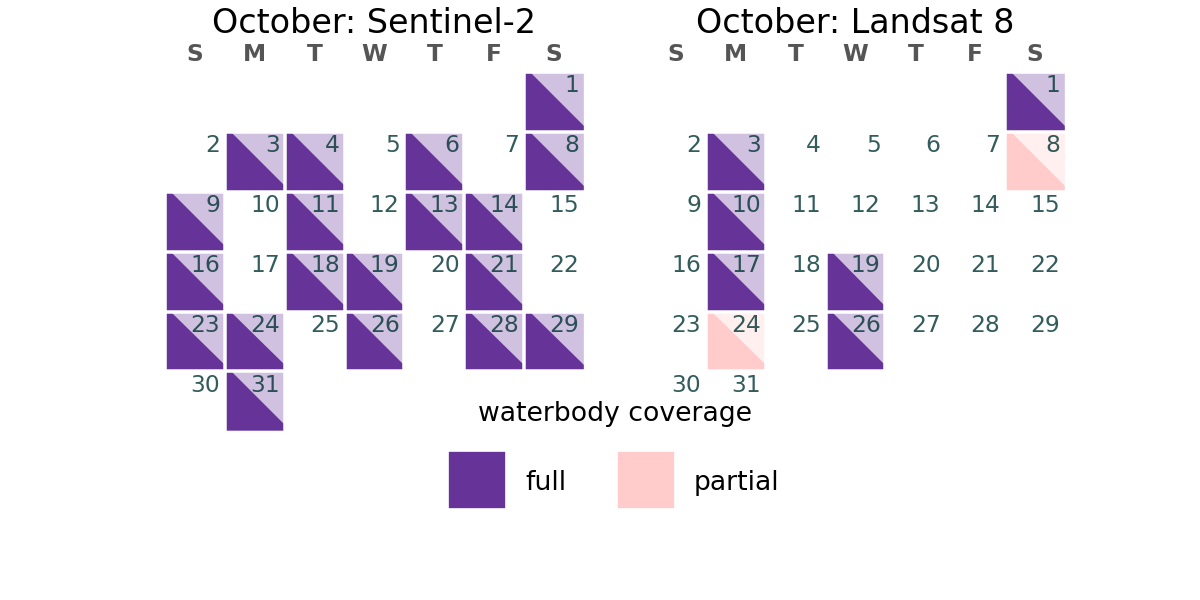 October: Sentinel-2
S M T W T F S
1
2 3 4 5 6 7 8
9 10 11 12 13 14 15
16 17 18 19 20 21 22
23 24 25 26 27 28 29
30 31
October: Landsat 8
S M T W T F S
1
2 3 4 5 6 7 8
9 10 11 12 13 14 15
16 17 18 19 20 21 22
23 24 25 26 27 28 29
30 31
waterbody coverage
full partial